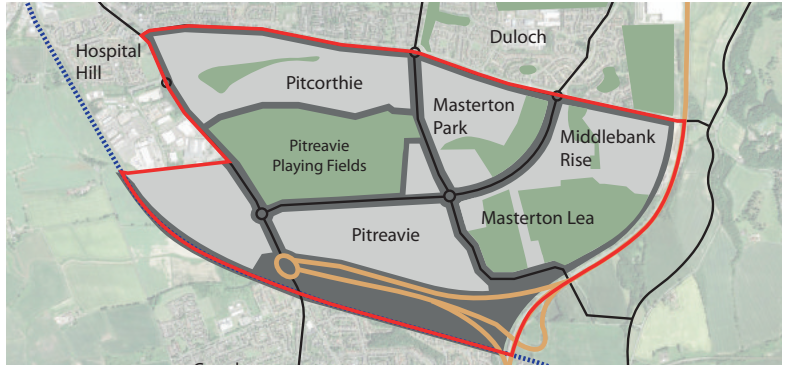 Duloch
Hospital
Hill
Pitcorthie
Masterton
Park
Middlebank
Rise
Pitreavie
Playing Fields
Masterton Lea
Pitreavie